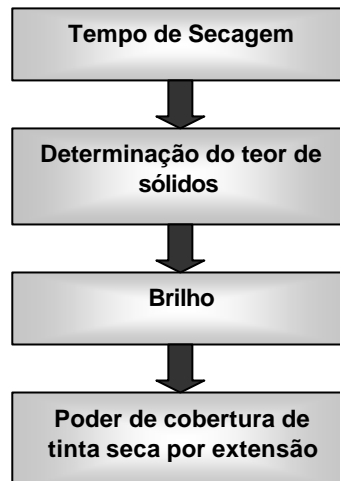 Tempo de Secagem
Determinação do teor de
sólidos
Brilho
Poder de cobertura de
tinta seca por extensão